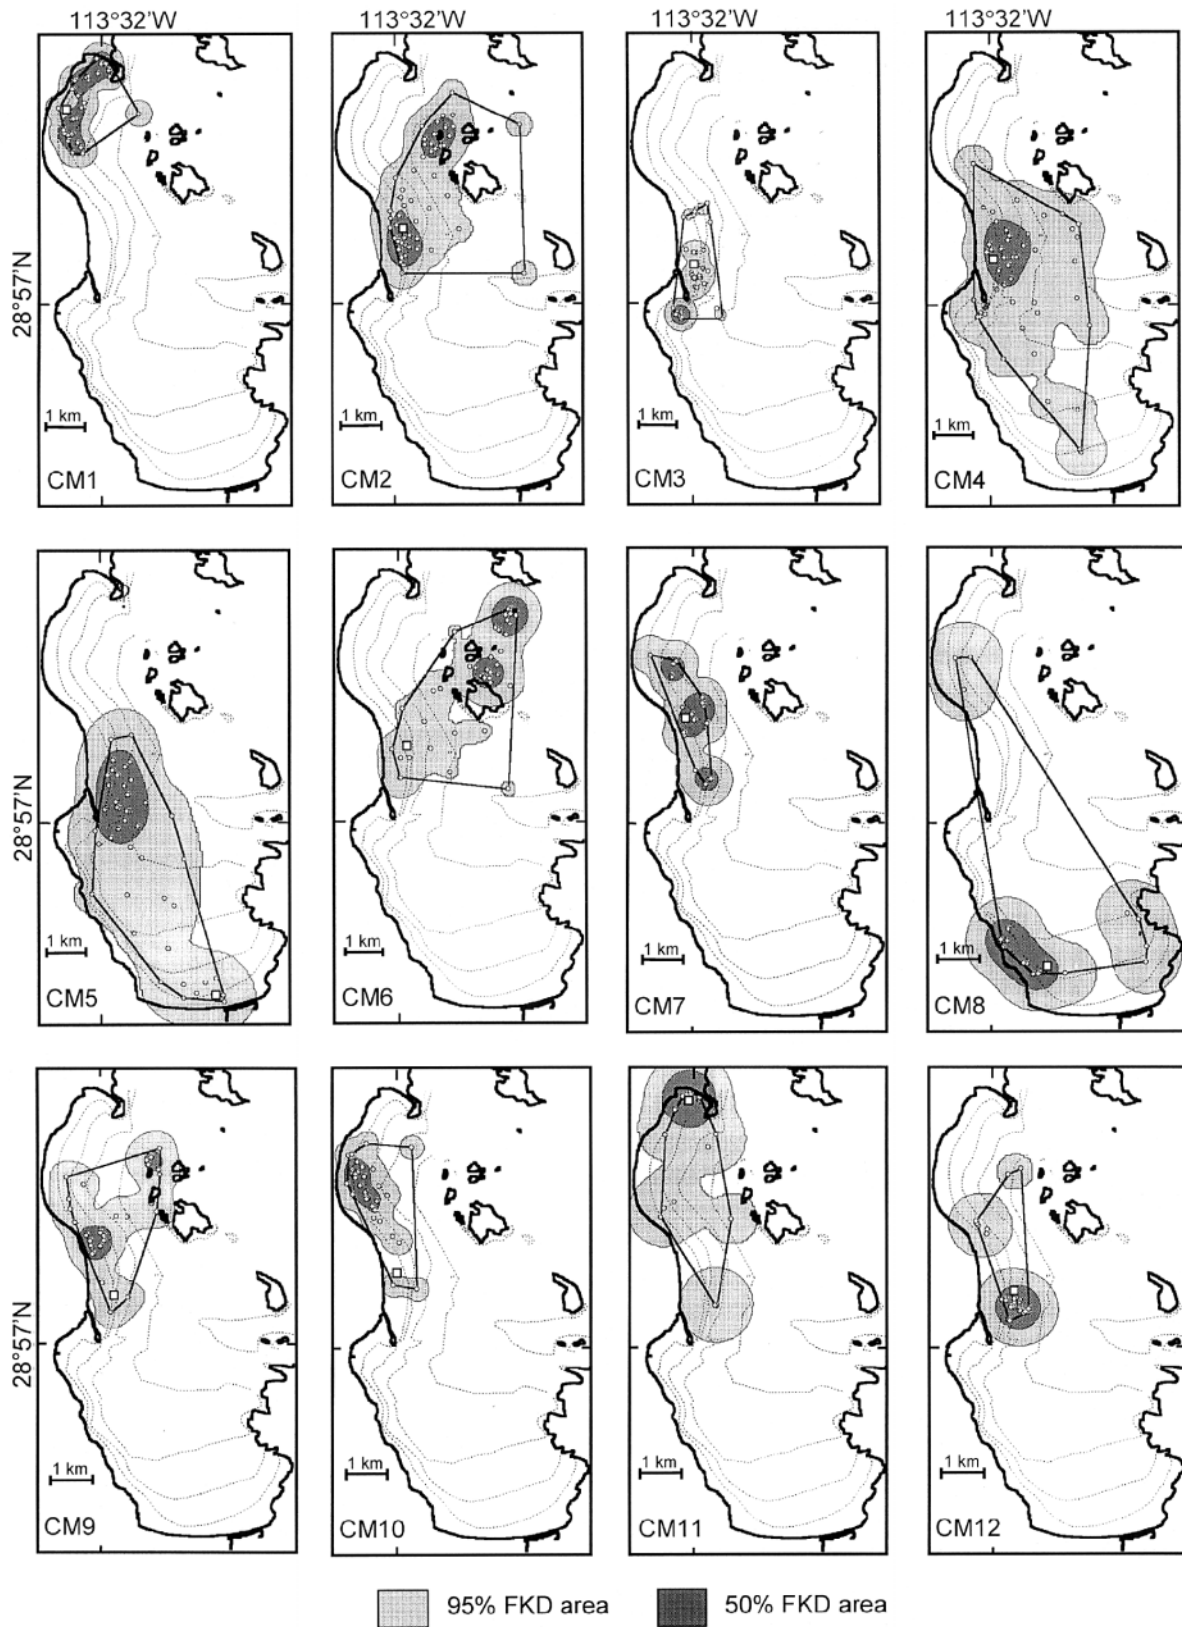 113°32'W 113°32'W 113°32'W 113°32'W
28°57'N
1 km 1 km 1 km 1 km
CM1 CM2 CM3 CM4
28°57'N
1 km 1 km 1 km 1 km
CM5 CM6 CM7 CM8
28°57'N
1 km 1 km 1 km 1 km
CM9 CM10 CM11 CM12
95% FKD area 50% FKD area